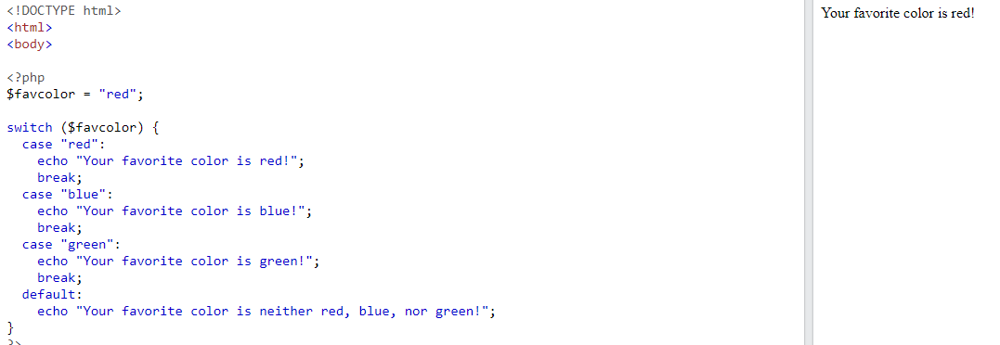 <!DOCTYPE html>
<html>
<body>
<?php
$favcolor = "red";
switch ($favcolor) {
  case "red":
    echo "Your favorite color is red!";
    break;
  case "blue":
    echo "Your favorite color is blue!";
    break;
  case "green":
    echo "Your favorite color is green!";
    break;
  default:
    echo "Your favorite color is neither red, blue, nor green!";
}
?>
Your favorite color is red!